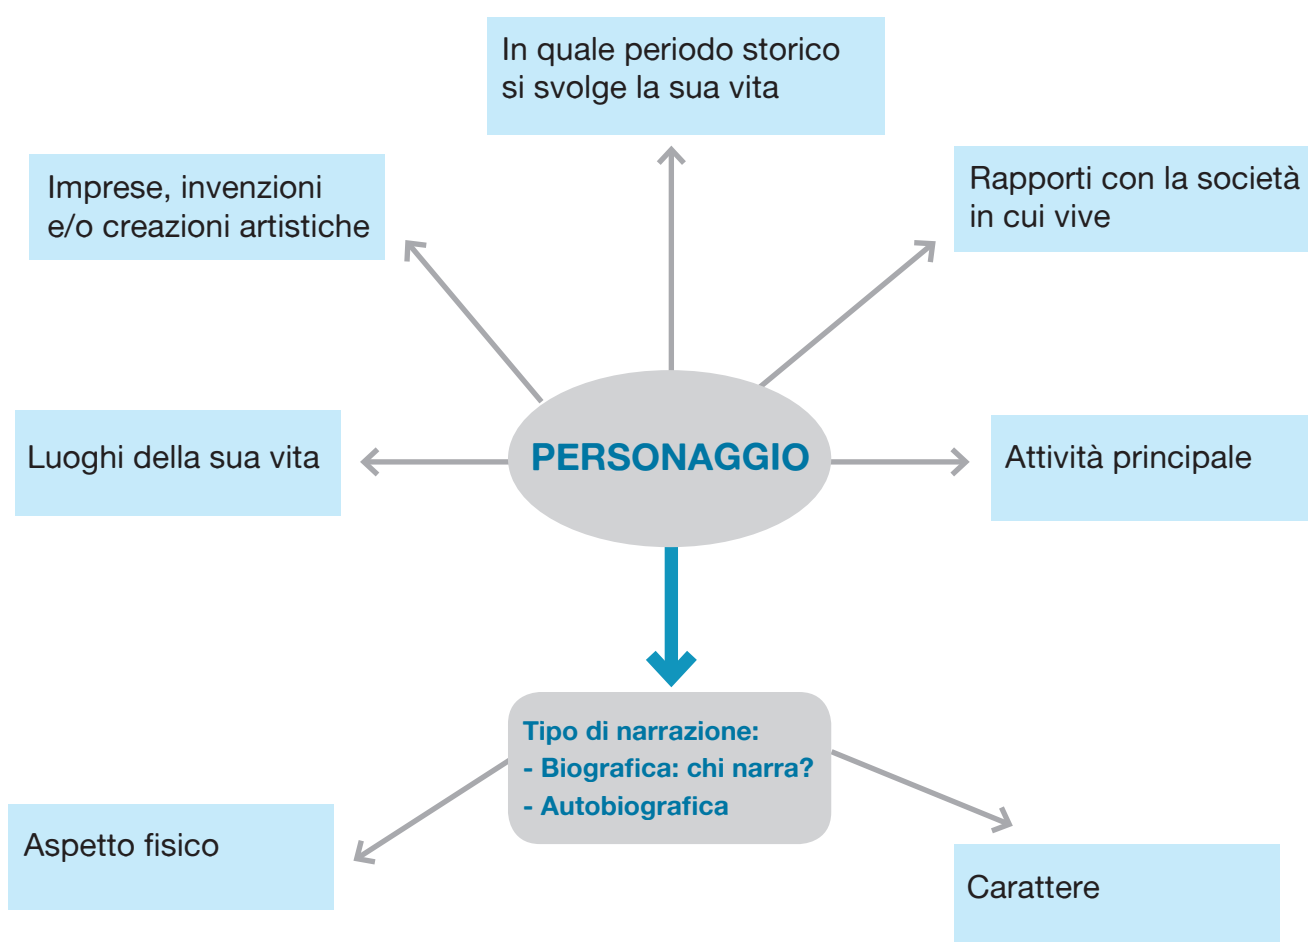 In quale periodo storico
si svolge la sua vita
Imprese, invenzioni
e/o creazioni artistiche
Rapporti con la società
in cui vive
Luoghi della sua vita
PERSONAGGIO
Attività principale
Tipo di narrazione:
- Biografica: chi narra?
- Autobiografica
Aspetto fisico
Carattere